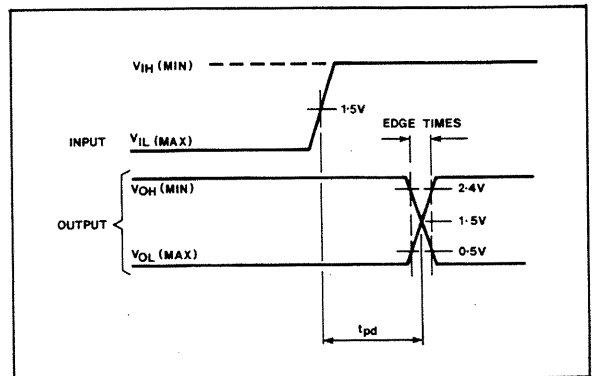 VIH (MIN)
1·5V
EDGE TIMES
INPUT
VIL (MAX)
VOH (MIN)
2·4V
OUTPUT
1·5V
VOL (MAX)
0·5V
tpd